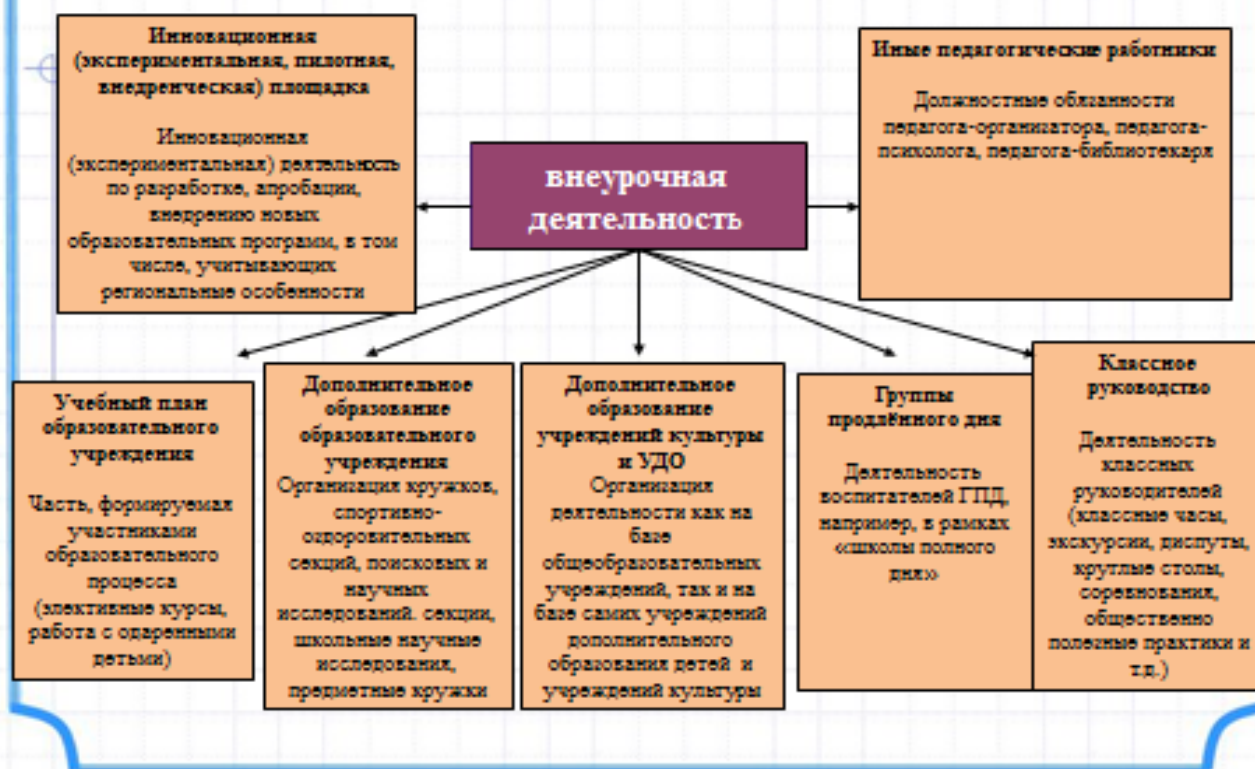 Инновационная
(экспериментальная, пилотная,
внедренческая) площадка
Инновационная
(экспериментальная) деятельность
по разработке, апробации,
внедрению новых
образовательных программ, в том
числе, учитывающих
региональные особенности
Иные педагогические работники
Должностные обязанности
педагога-организатора, педагога-
психолога, педагога-библиотекаря
внеурочная
деятельность
Учебный план
образовательного
учреждения
Часть, формируемая
участниками
образовательного
процесса
(элективные курсы,
работа с одаренными
детьми)
Дополнительное
образование
образовательного
учреждения
Организация кружков,
спортивно-
оздоровительных
секций, поисковых и
научных
исследований. секции,
школьные научные
исследования,
предметные кружки
Дополнительное
образование
учреждений культуры
и УДО
Организация
деятельности как на
базе
общеобразовательных
учреждений, так и на
базе самих учреждений
дополнительного
образования детей и
учреждений культуры
Группы
продлённого дня
Деятельность
воспитателей ГПД,
например, в рамках
«школы полного
дня»
Классное
руководство
Деятельность
классных
руководителей
(классные часы,
экскурсии, диспуты,
круглые столы,
соревнования,
общественно
полезные практики и
т.д.)